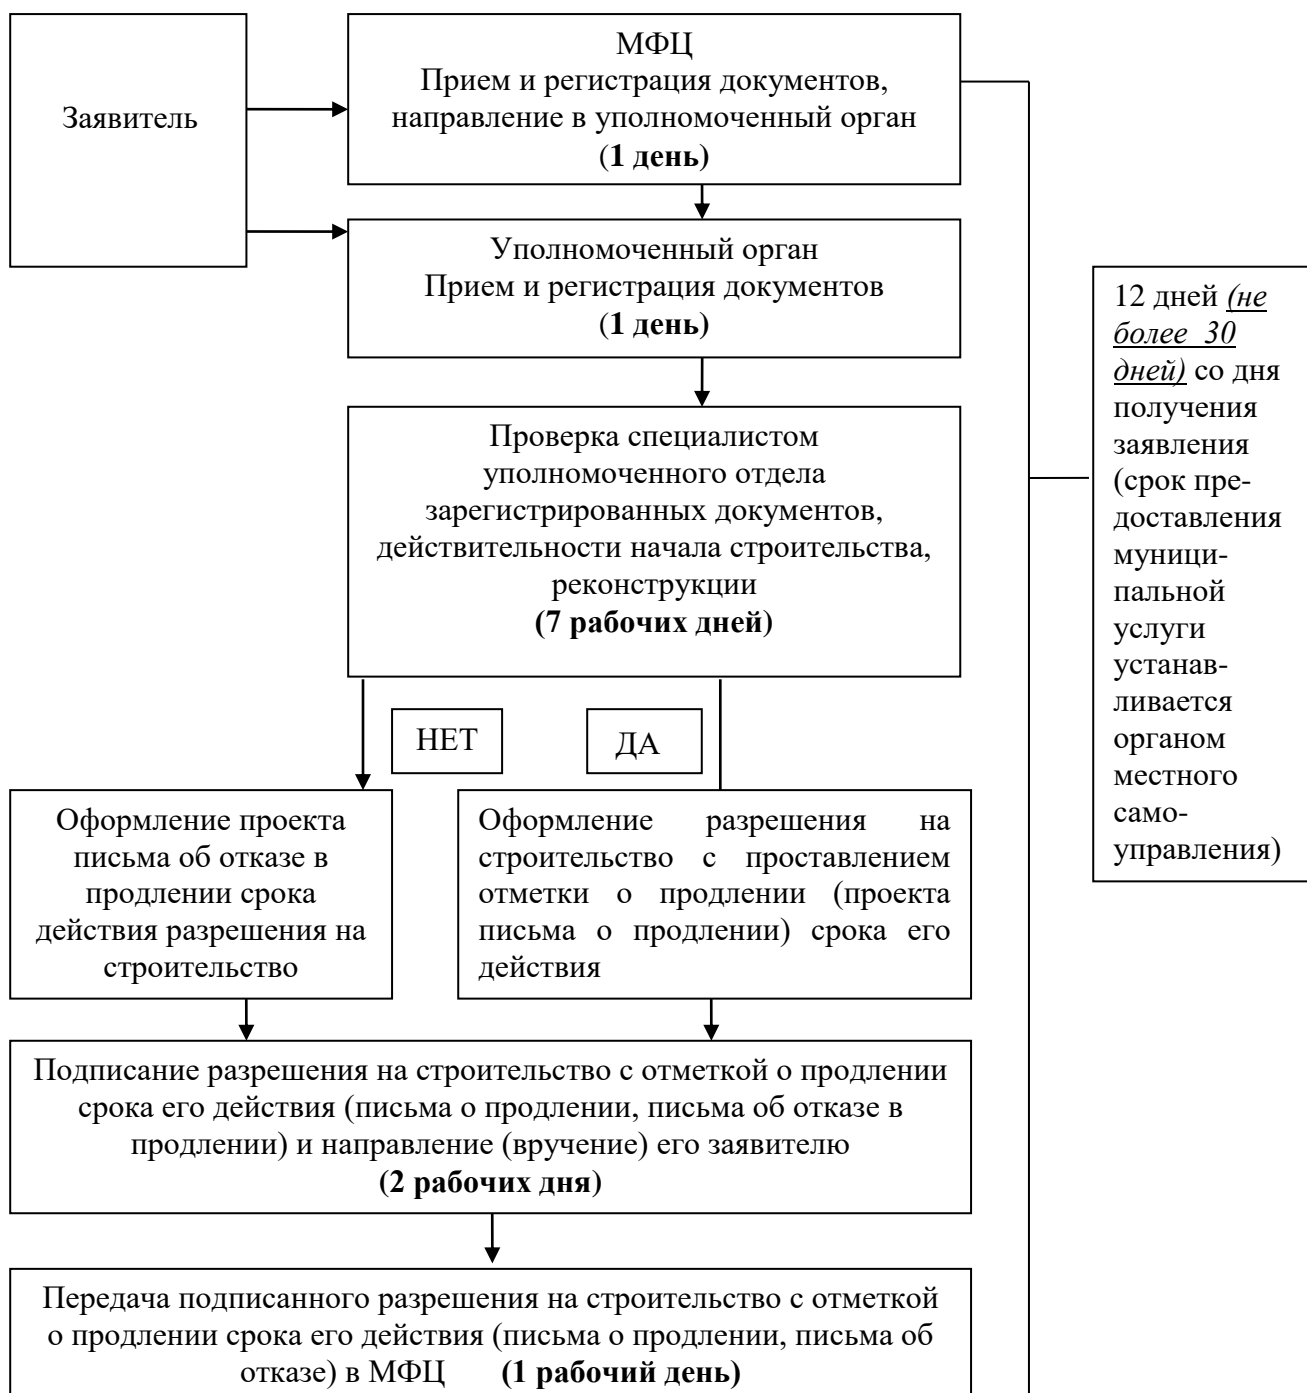 Заявитель
МФЦ
Прием и регистрация документов,
направление в уполномоченный орган
(1 день)
Уполномоченный орган
Прием и регистрация документов
(1 день)
Проверка специалистом
уполномоченного отдела
зарегистрированных документов,
действительности начала строительства,
реконструкции
(7 рабочих дней)
НЕТ
ДА
Оформление проекта
письма об отказе в
продлении срока
действия разрешения на
строительство
Оформление разрешения на
строительство с проставлением
отметки о продлении (проекта
письма о продлении) срока его
действия
Подписание разрешения на строительство с отметкой о продлении
срока его действия (письма о продлении, письма об отказе в
продлении) и направление (вручение) его заявителю
(2 рабочих дня)
Передача подписанного разрешения на строительство с отметкой
о продлении срока его действия (письма о продлении, письма об
отказе) в МФЦ (1 рабочий день)
12 дней (не
более 30
дней) со дня
получения
заявления
(срок пре-
доставления
муници-
пальной
услуги
устанав-
ливается
органом
местного
само-
управления)